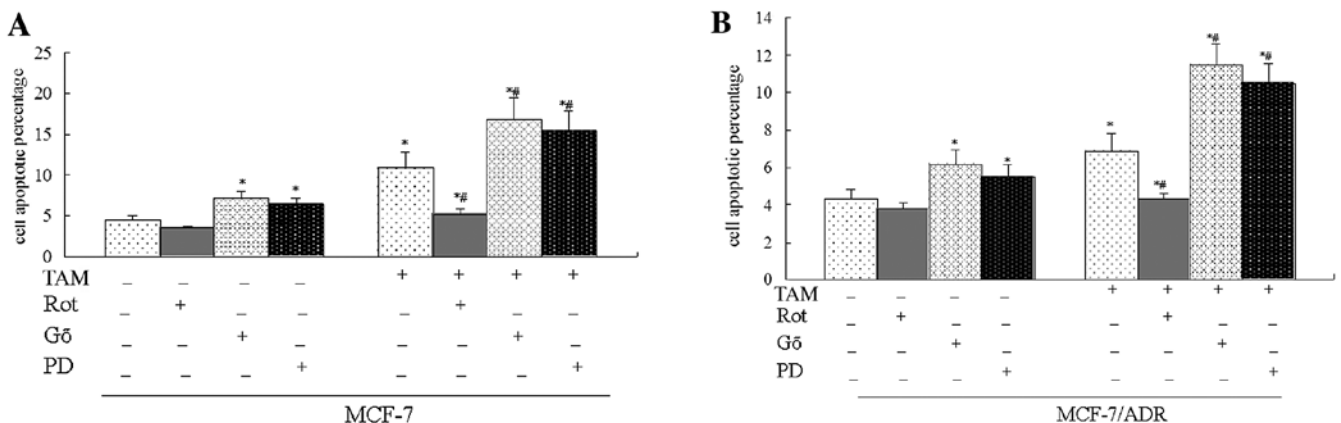 A
cell apoptotic percentage
25
20
15
10
5
0
* * * *# *# *#
TAM _ _ _ _ + + + +
Rot _ + _ _ _ + _ _
Gō _ _ + _ _ _ + _
PD _ _ _ + _ _ _ +
MCF-7
B
cell apoptotic percentage
14
12
10
8
6
4
2
0
* * * *# *# *#
TAM _ _ _ _ + + + +
Rot _ + _ _ _ + _ _
Gō _ _ + _ _ _ + _
PD _ _ _ + _ _ _ +
MCF-7/ADR